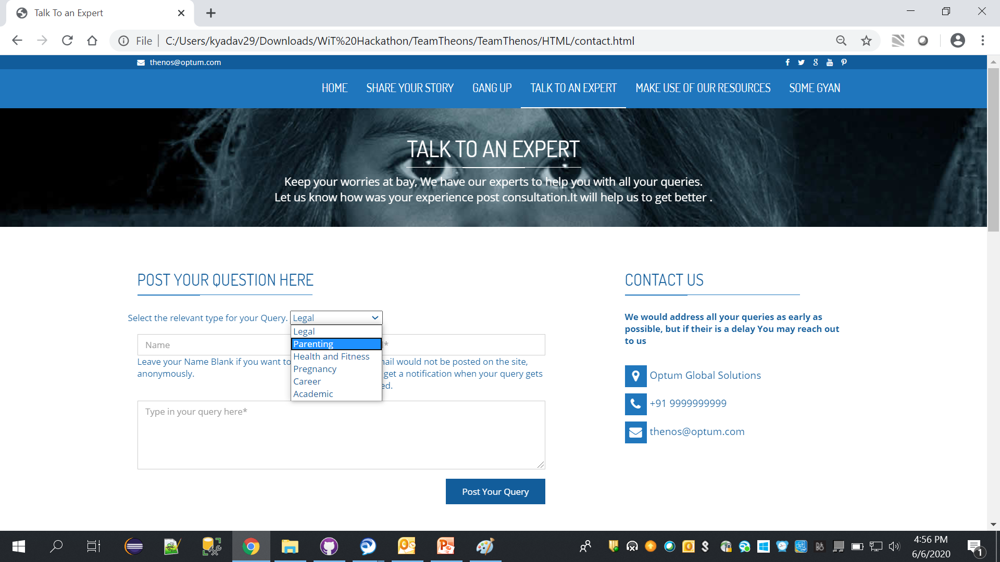 Talk To an Expert
File
C:/Users/kyadav29/Downloads/WiT%20Hackathon/TeamTheons/TeamThenos/HTML/contact.html
thenos@optum.com
HOME SHARE YOUR STORY GANG UP TALK TO AN EXPERT MAKE USE OF OUR RESOURCES SOME GYAN
TALK TO AN EXPERT
Keep your worries at bay, We have our experts to help you with all your queries.
Let us know how was your experience post consultation.It will help us to get better .
POST YOUR QUESTION HERE
Select the relevant type for your Query. Legal
Legal
Parenting
Health and Fitness
Pregnancy
Career
Academic
Name
Leave your Name Blank if you want to
anonymously.
would not be posted on the site,
get a notification when your query gets
Type in your query here*
Post Your Query
CONTACT US
We would address all your queries as early as
possible, but if their is a delay You may reach out
to us
Optum Global Solutions
+91 9999999999
thenos@optum.com
4:56 PM
6/6/2020
1